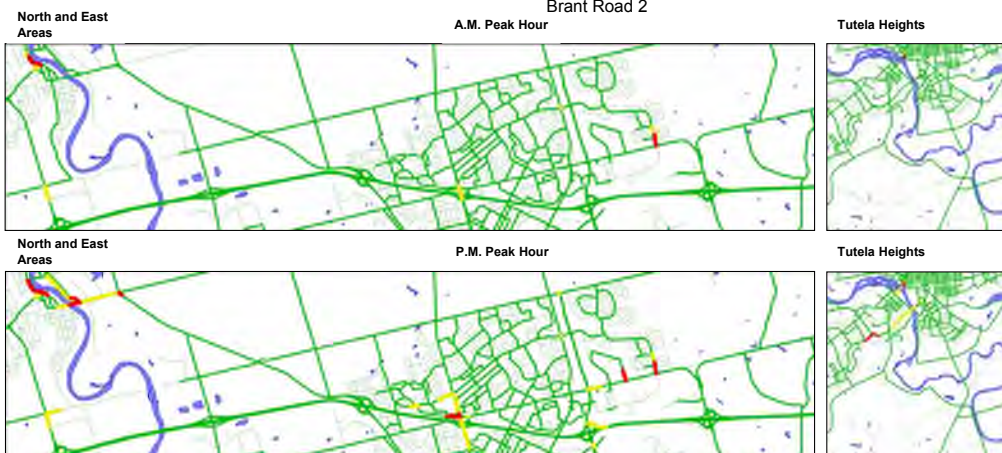 Brant Road 2
North and East
Areas
A.M. Peak Hour
Tutela Heights
North and East
Areas
P.M. Peak Hour
Tutela Heights